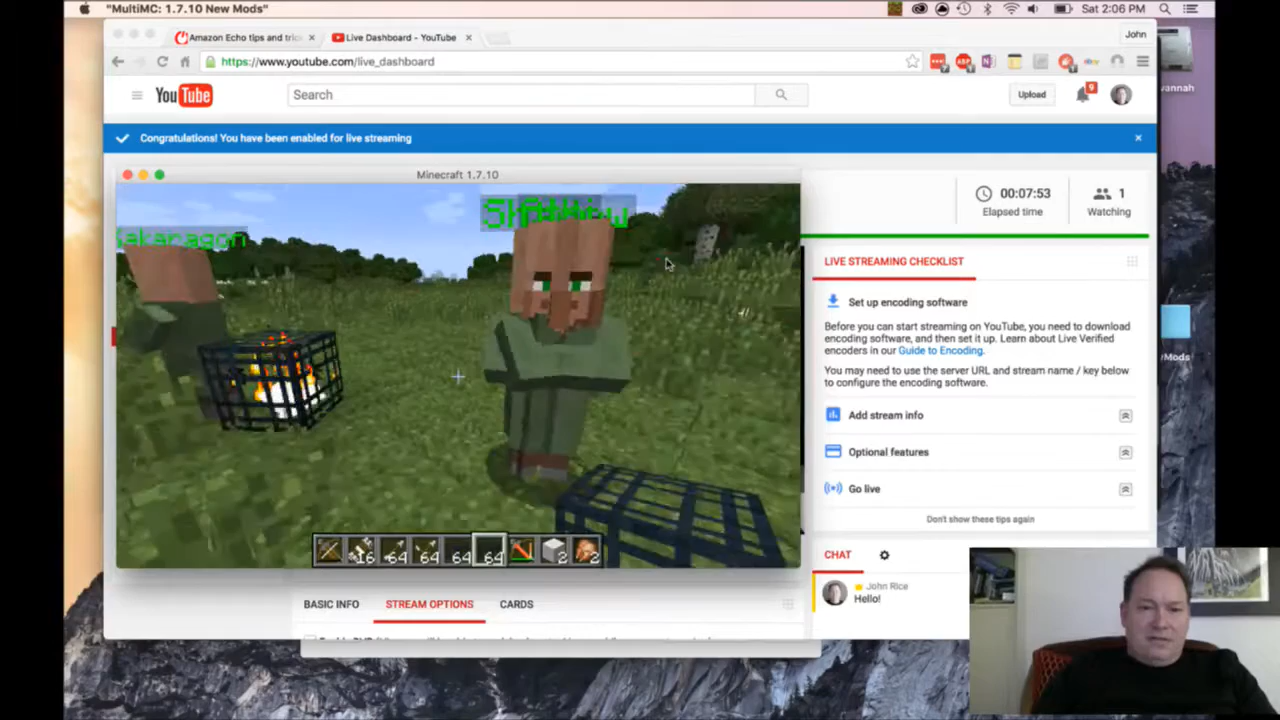 "MultiMC: 1.7.10 New Mods"
Sat 2:06 PM
Amazon Echo tips and tric
Live Dashboard - YouTube
John
https://www.youtube.com/live_dashboard
YouTube
Search
Upload
9
Congratulations! You have been enabled for live streaming
Minecraft 1.7.10
00:07:53
Elapsed time
1
Watching
LIVE STREAMING CHECKLIST
Set up encoding software
Before you can start streaming on YouTube, you need to download
encoding software, and then set it up. Learn about Live Verified
encoders in our Guide to Encoding.
You may need to use the server URL and stream name / key below
to configure the encoding software.
Add stream info
Optional features
Go live
Don't show these tips again
16
64
64
64
64
2
2
CHAT
John Rice
Hello!
BASIC INFO
STREAM OPTIONS
CARDS
vannah
/Mods